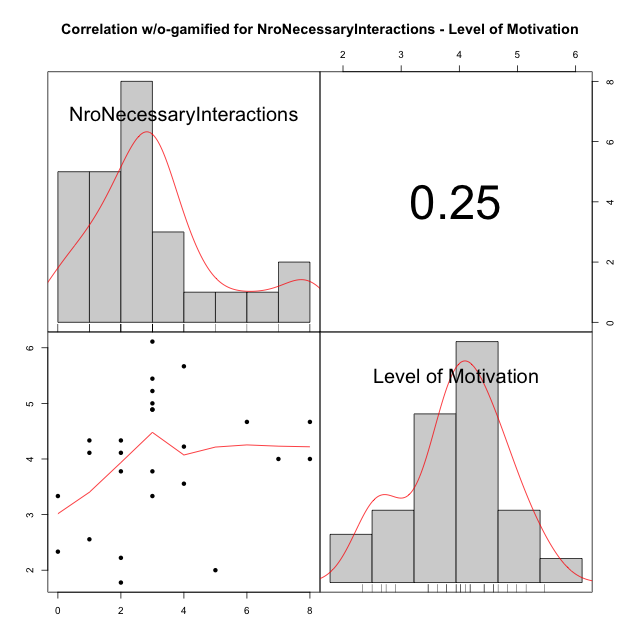 Correlation w/o-gamified for NroNecessaryInteractions - Level of Motivation
2 3 4 5 6
NroNecessaryInteractions
0.25
8
6
4
2
0
6
5
4
3
2
Level of Motivation
0 2 4 6 8